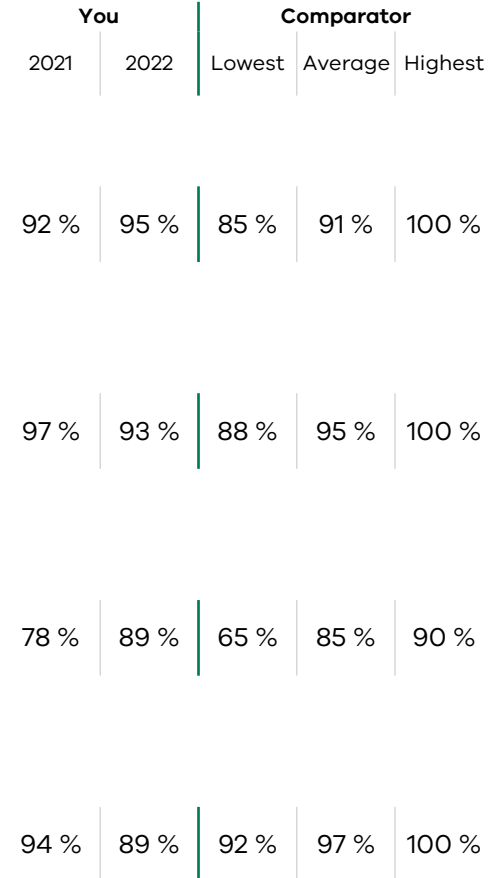 You Comparator
2021 2022 Lowest Average Highest
92 % 95 % 85 % 91 % 100 %
97 % 93 % 88 % 95 % 100 %
78 % 89 % 65 % 85 % 90 %
94 % 89 % 92 % 97 % 100 %